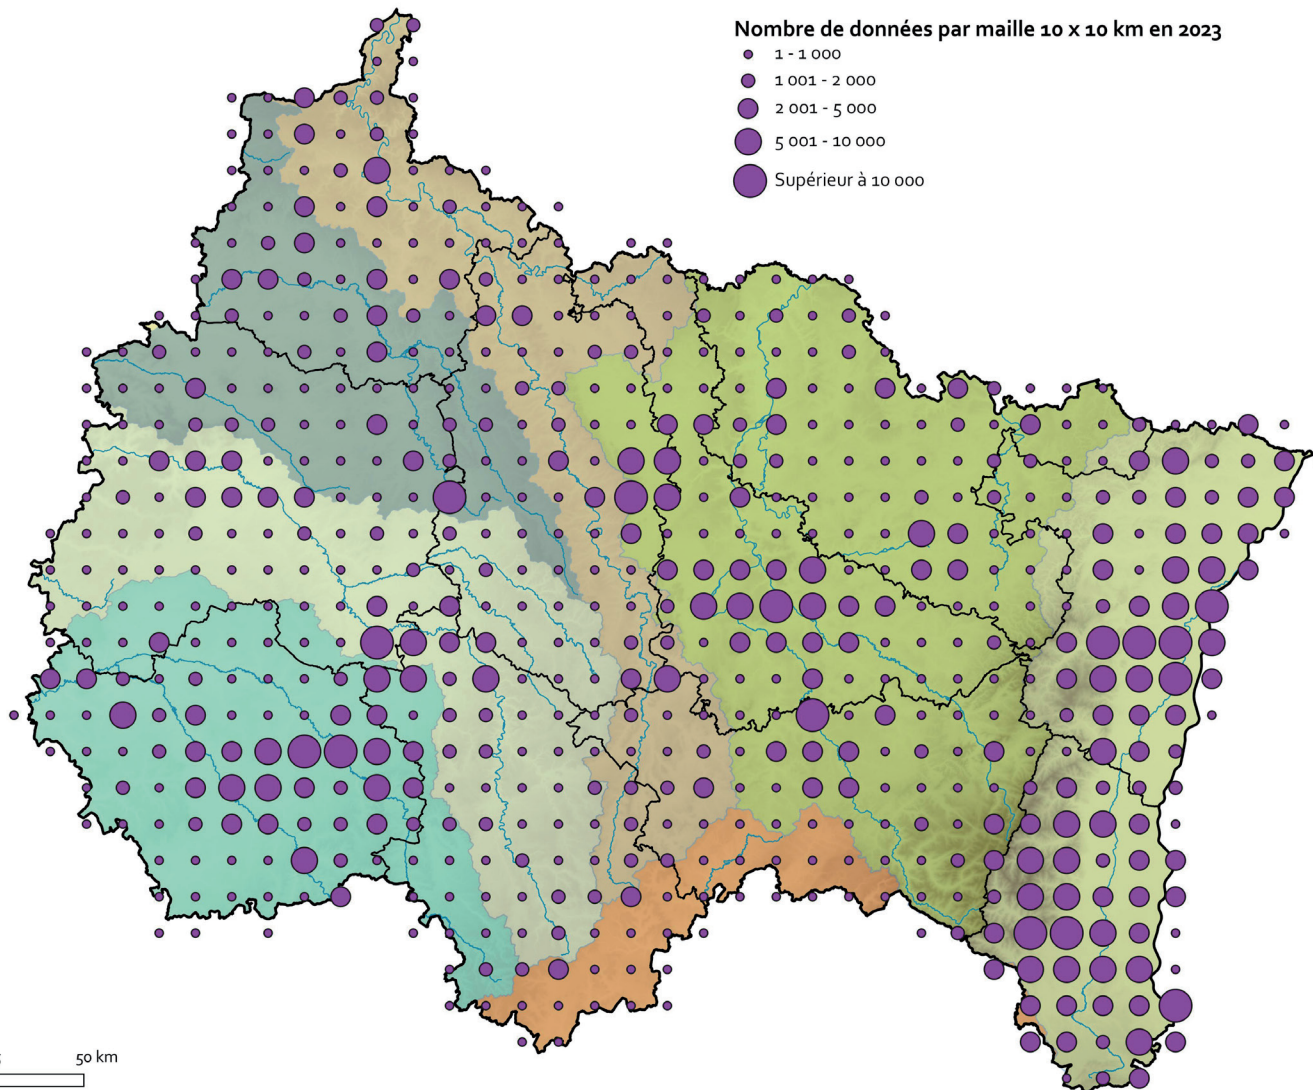 Nombre de données par maille 10 x 10 km en 2023
1 - 1 000
1 001 - 2 000
2 001 - 5 000
5 001 - 10 000
Supérieur à 10 000
50 km